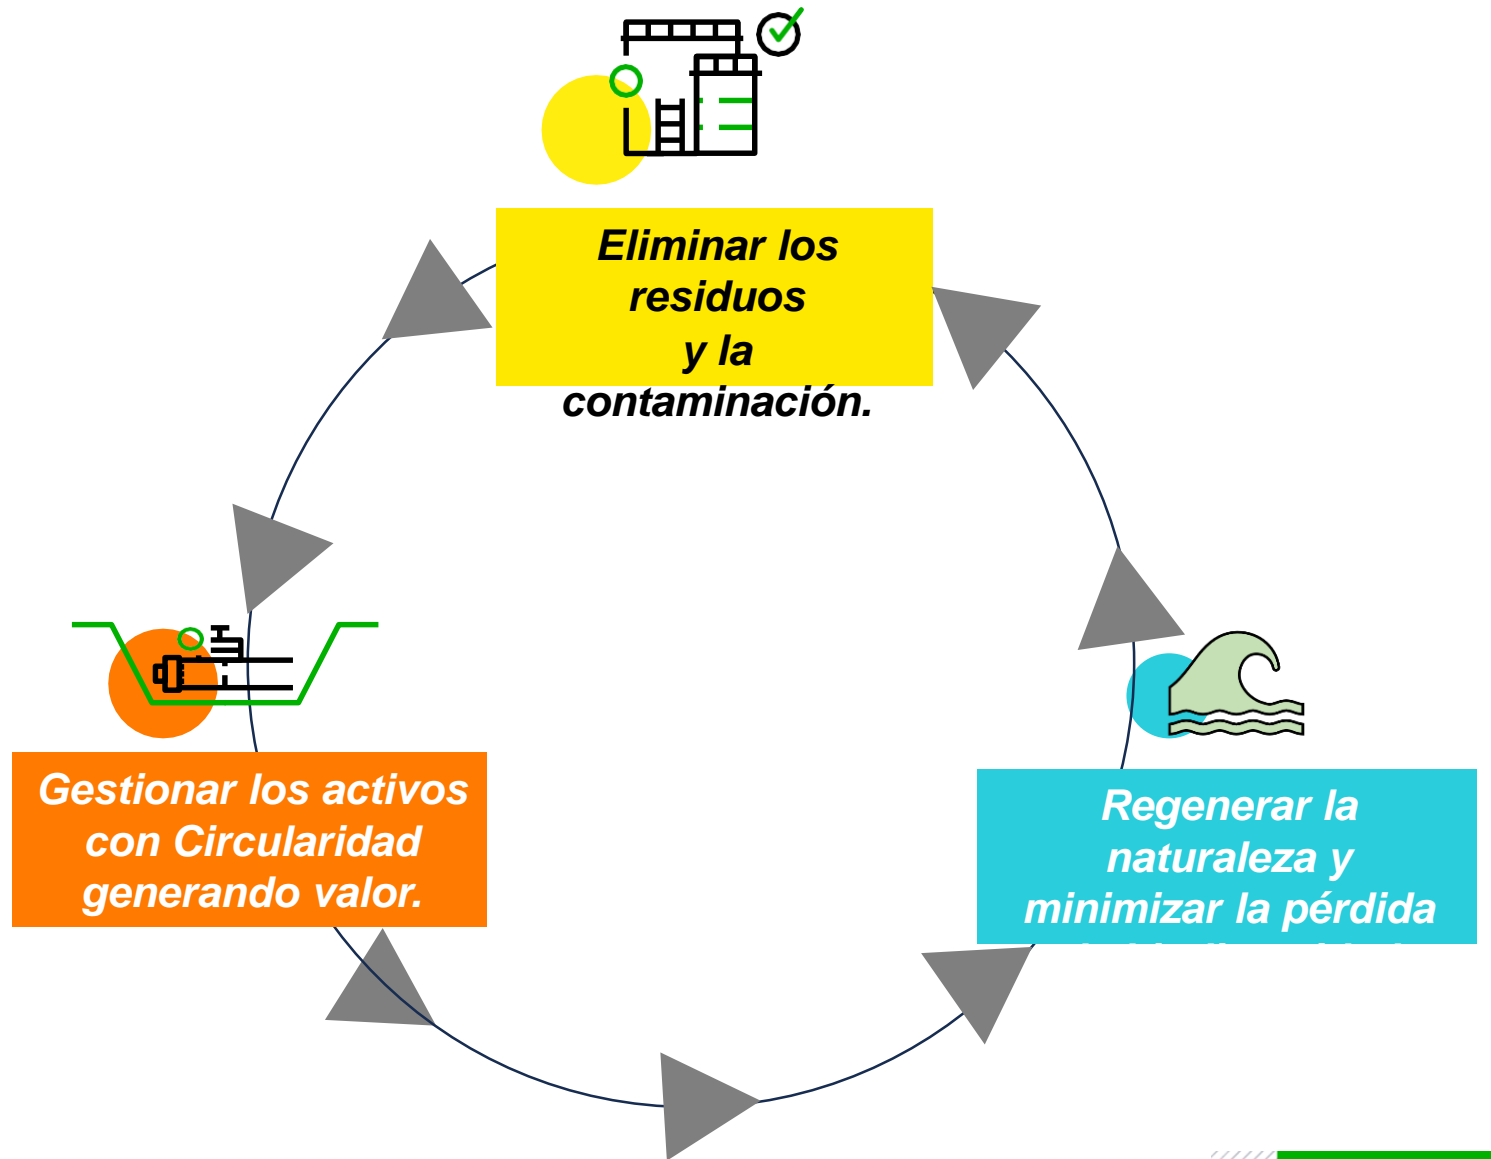 Eliminar los
residuos
y la
contaminación.
Gestionar los activos
con Circularidad
generando valor.
Regenerar la
naturaleza y
minimizar la pérdida